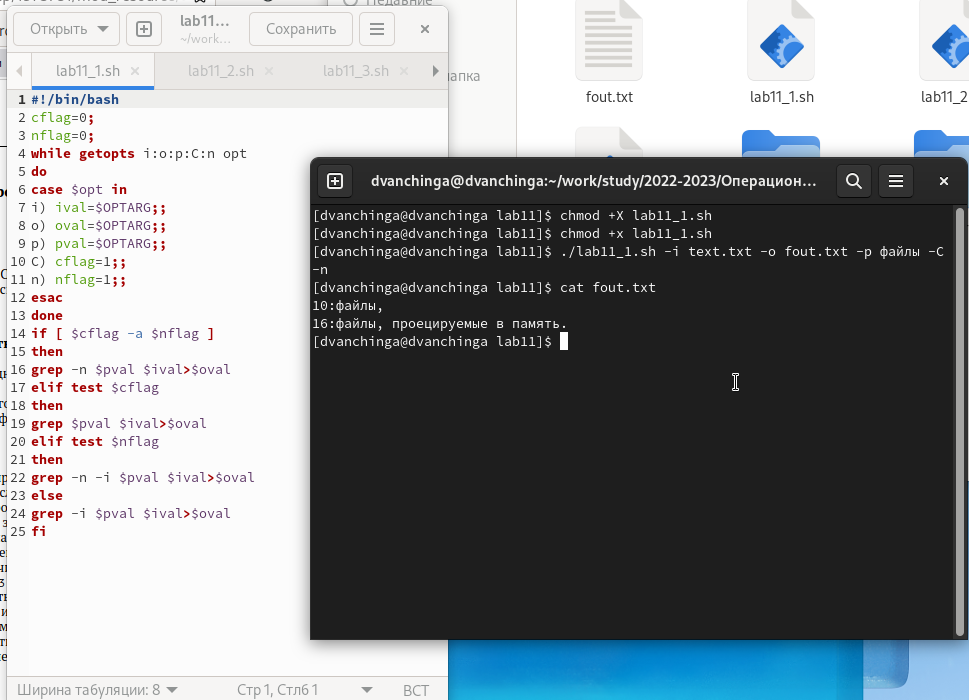 Недавние
Открыть
lab11...
~/work...
Сохранить
lab11_1.sh
lab11_2.sh
lab11_3.sh
апка
fout.txt
lab11_1.sh
lab11_2
1 #!/bin/bash
2 cflag=0;
3 nflag=0;
4 while getopts i:o:p:C:n opt
5 do
6 case $opt in
7 i) ival=$OPTARG;;
8 o) oval=$OPTARG;;
9 p) pval=$OPTARG;;
10 C) cflag=1;;
11 n) nflag=1;;
12 esac
13 done
14 if [ $cflag -a $nflag ]
15 then
16 grep -n $pval $ival>$oval
17 elif test $cflag
18 then
19 grep $pval $ival>$oval
20 elif test $nflag
21 then
22 grep -n -i $pval $ival>$oval
23 else
24 grep -i $pval $ival>$oval
25 fi
Ширина табуляции: 8
Стр 1, Стлб 1
ВСТ
dvanchinga@dvanchinga:~/work/study/2022-2023/Операцион...
[dvanchinga@dvanchinga lab11]$ chmod +X lab11_1.sh
[dvanchinga@dvanchinga lab11]$ chmod +x lab11_1.sh
[dvanchinga@dvanchinga lab11]$ ./lab11_1.sh -i text.txt -o fout.txt -p файлы -C
-n
[dvanchinga@dvanchinga lab11]$ cat fout.txt
10:файлы,
16:файлы, проецируемые в память.
[dvanchinga@dvanchinga lab11]$